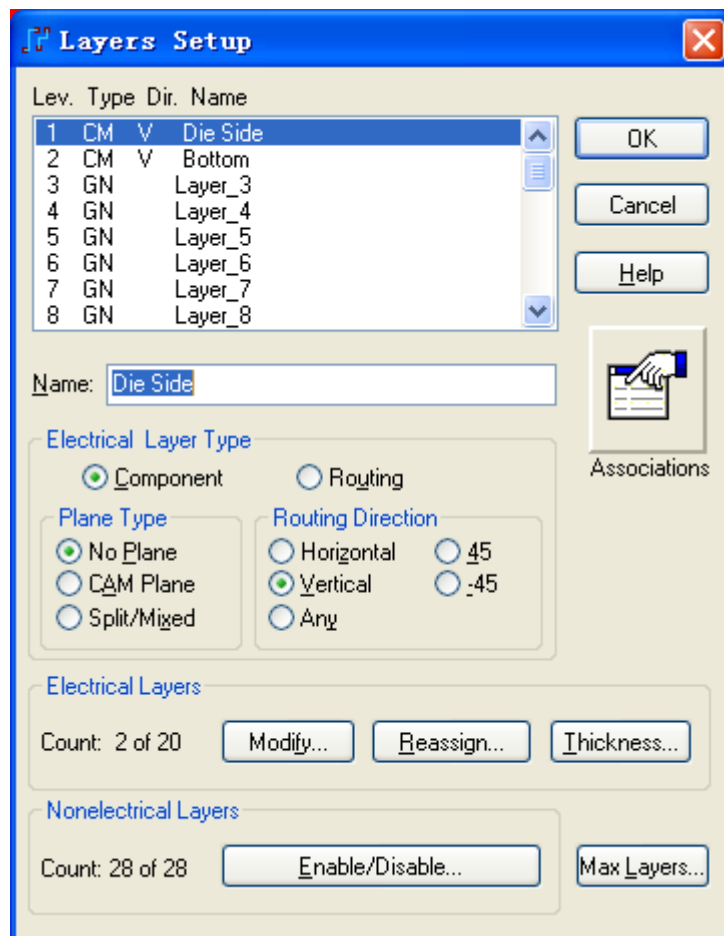 Layers Setup
Lev. Type Dir. Name
1 CM V Die Side
2 CM V Bottom
3 GN Layer_3
4 GN Layer_4
5 GN Layer_5
6 GN Layer_6
7 GN Layer_7
8 GN Layer_8
OK
Cancel
Help
Name: Die Side
Associations
Electrical Layer Type
Component Routing
Plane Type
No Plane
CAM Plane
Split/Mixed
Routing Direction
Horizontal 45
Vertical -45
Any
Electrical Layers
Count: 2 of 20 Modify... Reassign... Thickness...
Nonelectrical Layers
Count: 28 of 28 Enable/Disable... Max Layers...